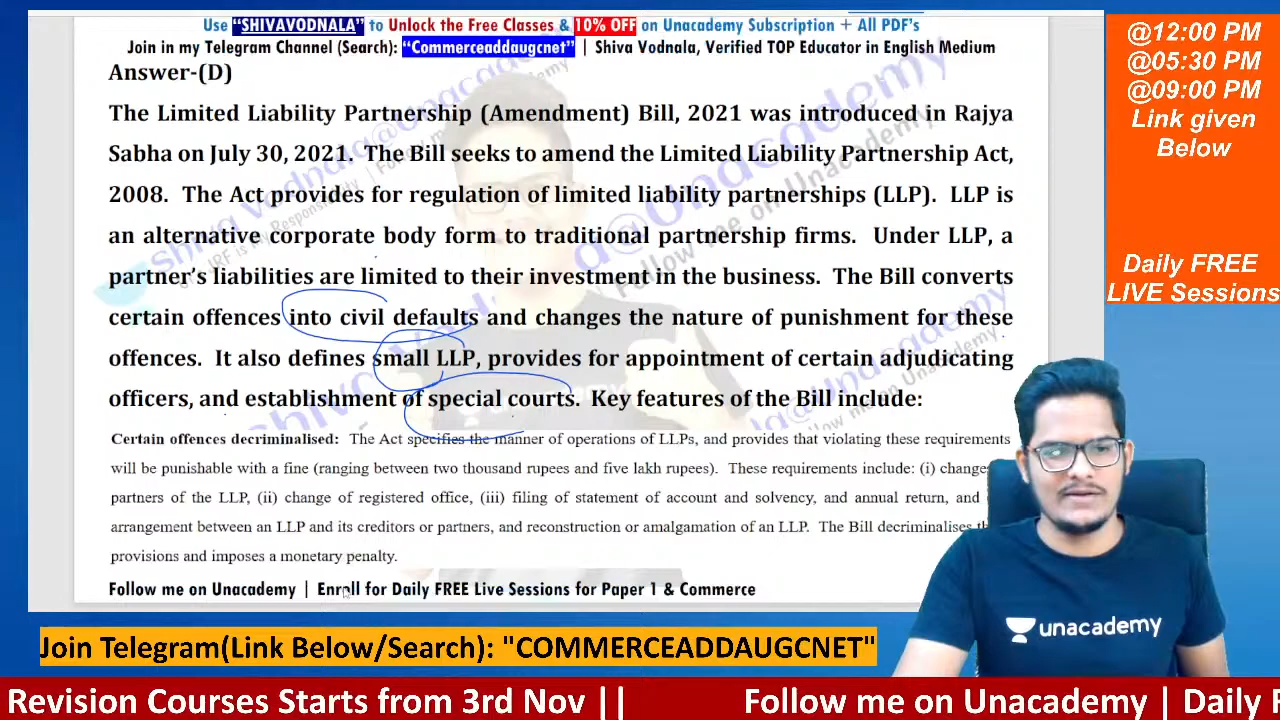 Use “SHIVAVODNALA” to Unlock the Free Classes & 10% OFF on Unacademy Subscription + All PDF’s
Join in my Telegram Channel (Search): “Commerceaddaugcnet” | Shiva Vodnala, Verified TOP Educator in English Medium
Answer-(D)
The Limited Liability Partnership (Amendment) Bill, 2021 was introduced in Rajya
Sabha on July 30, 2021. The Bill seeks to amend the Limited Liability Partnership Act,
2008. The Act provides for regulation of limited liability partnerships (LLP). LLP is
an alternative corporate body form to traditional partnership firms. Under LLP, a
partner’s liabilities are limited to their investment in the business. The Bill converts
certain offences into civil defaults and changes the nature of punishment for these
offences. It also defines small LLP, provides for appointment of certain adjudicating
officers, and establishment of special courts. Key features of the Bill include:
Certain offences decriminalised: The Act specifies the manner of operations of LLPs, and provides that violating these requirements
will be punishable with a fine (ranging between two thousand rupees and five lakh rupees). These requirements include: (i) change
partners of the LLP, (ii) change of registered office, (iii) filing of statement of account and solvency, and annual return, and
arrangement between an LLP and its creditors or partners, and reconstruction or amalgamation of an LLP. The Bill decriminalises
provisions and imposes a monetary penalty.
Follow me on Unacademy | Enroll for Daily FREE Live Sessions for Paper 1 & Commerce
@12:00 PM
@05:30 PM
@09:00 PM
Link given
Below
Daily FREE
LIVE Sessions
unacademy
Join Telegram(Link Below/Search): "COMMERCEADDAUGCNET"
Revision Courses Starts from 3rd Nov || Follow me on Unacademy | Daily F